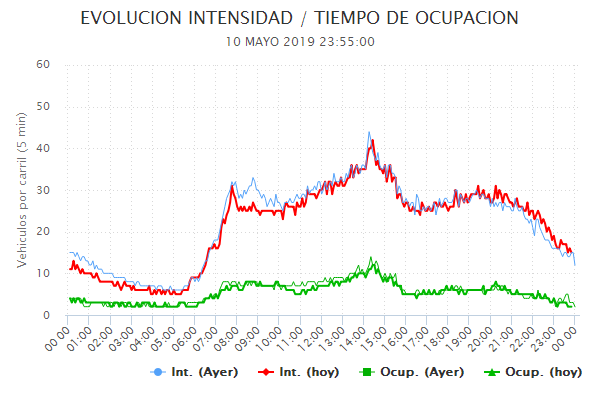 EVOLUCION INTENSIDAD / TIEMPO DE OCUPACION
10 MAYO 2019 23:55:00
Vehículos por carril (5 min)
60
50
40
30
20
10
0
00:00 01:00 02:00 03:00 04:00 05:00 06:00 07:00 08:00 09:00 10:00 11:00 12:00 13:00 14:00 15:00 16:00 17:00 18:00 19:00 20:00 21:00 22:00 23:00 00:00
Int. (Ayer) Int. (hoy) Ocup. (Ayer) Ocup. (hoy)